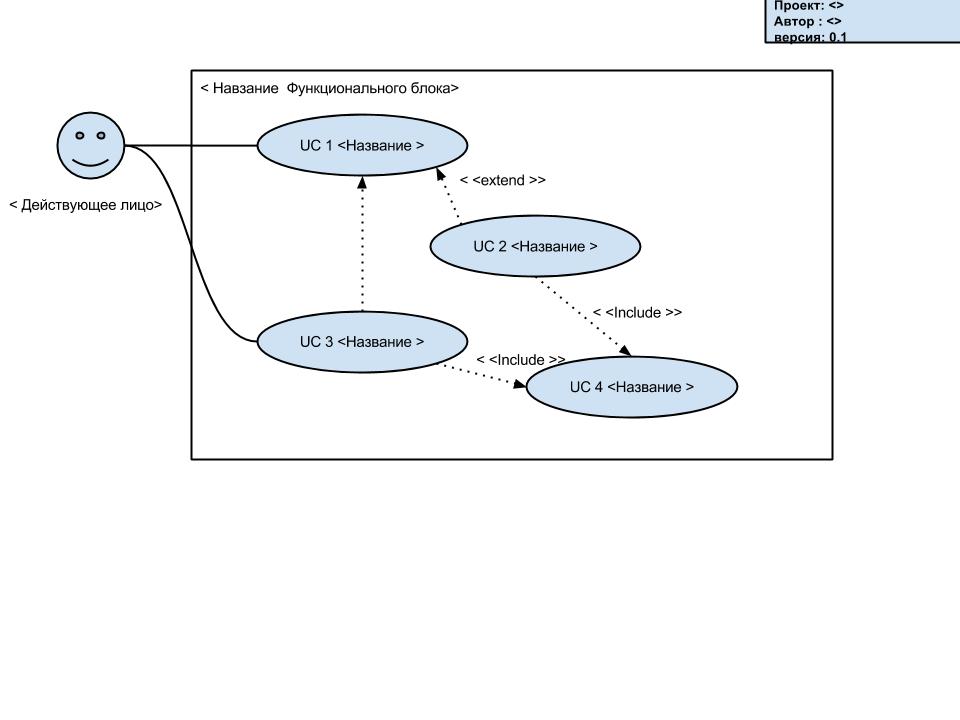 Проект: <>
Автор : <>
версия: 0.1
< Навзание  Функционального блока>
UC 1 <Название >
< <extend >>
< Действующее лицо>
UC 2 <Название >
< <Include >>
UC 3 <Название >
< <Include >>
UC 4 <Название >